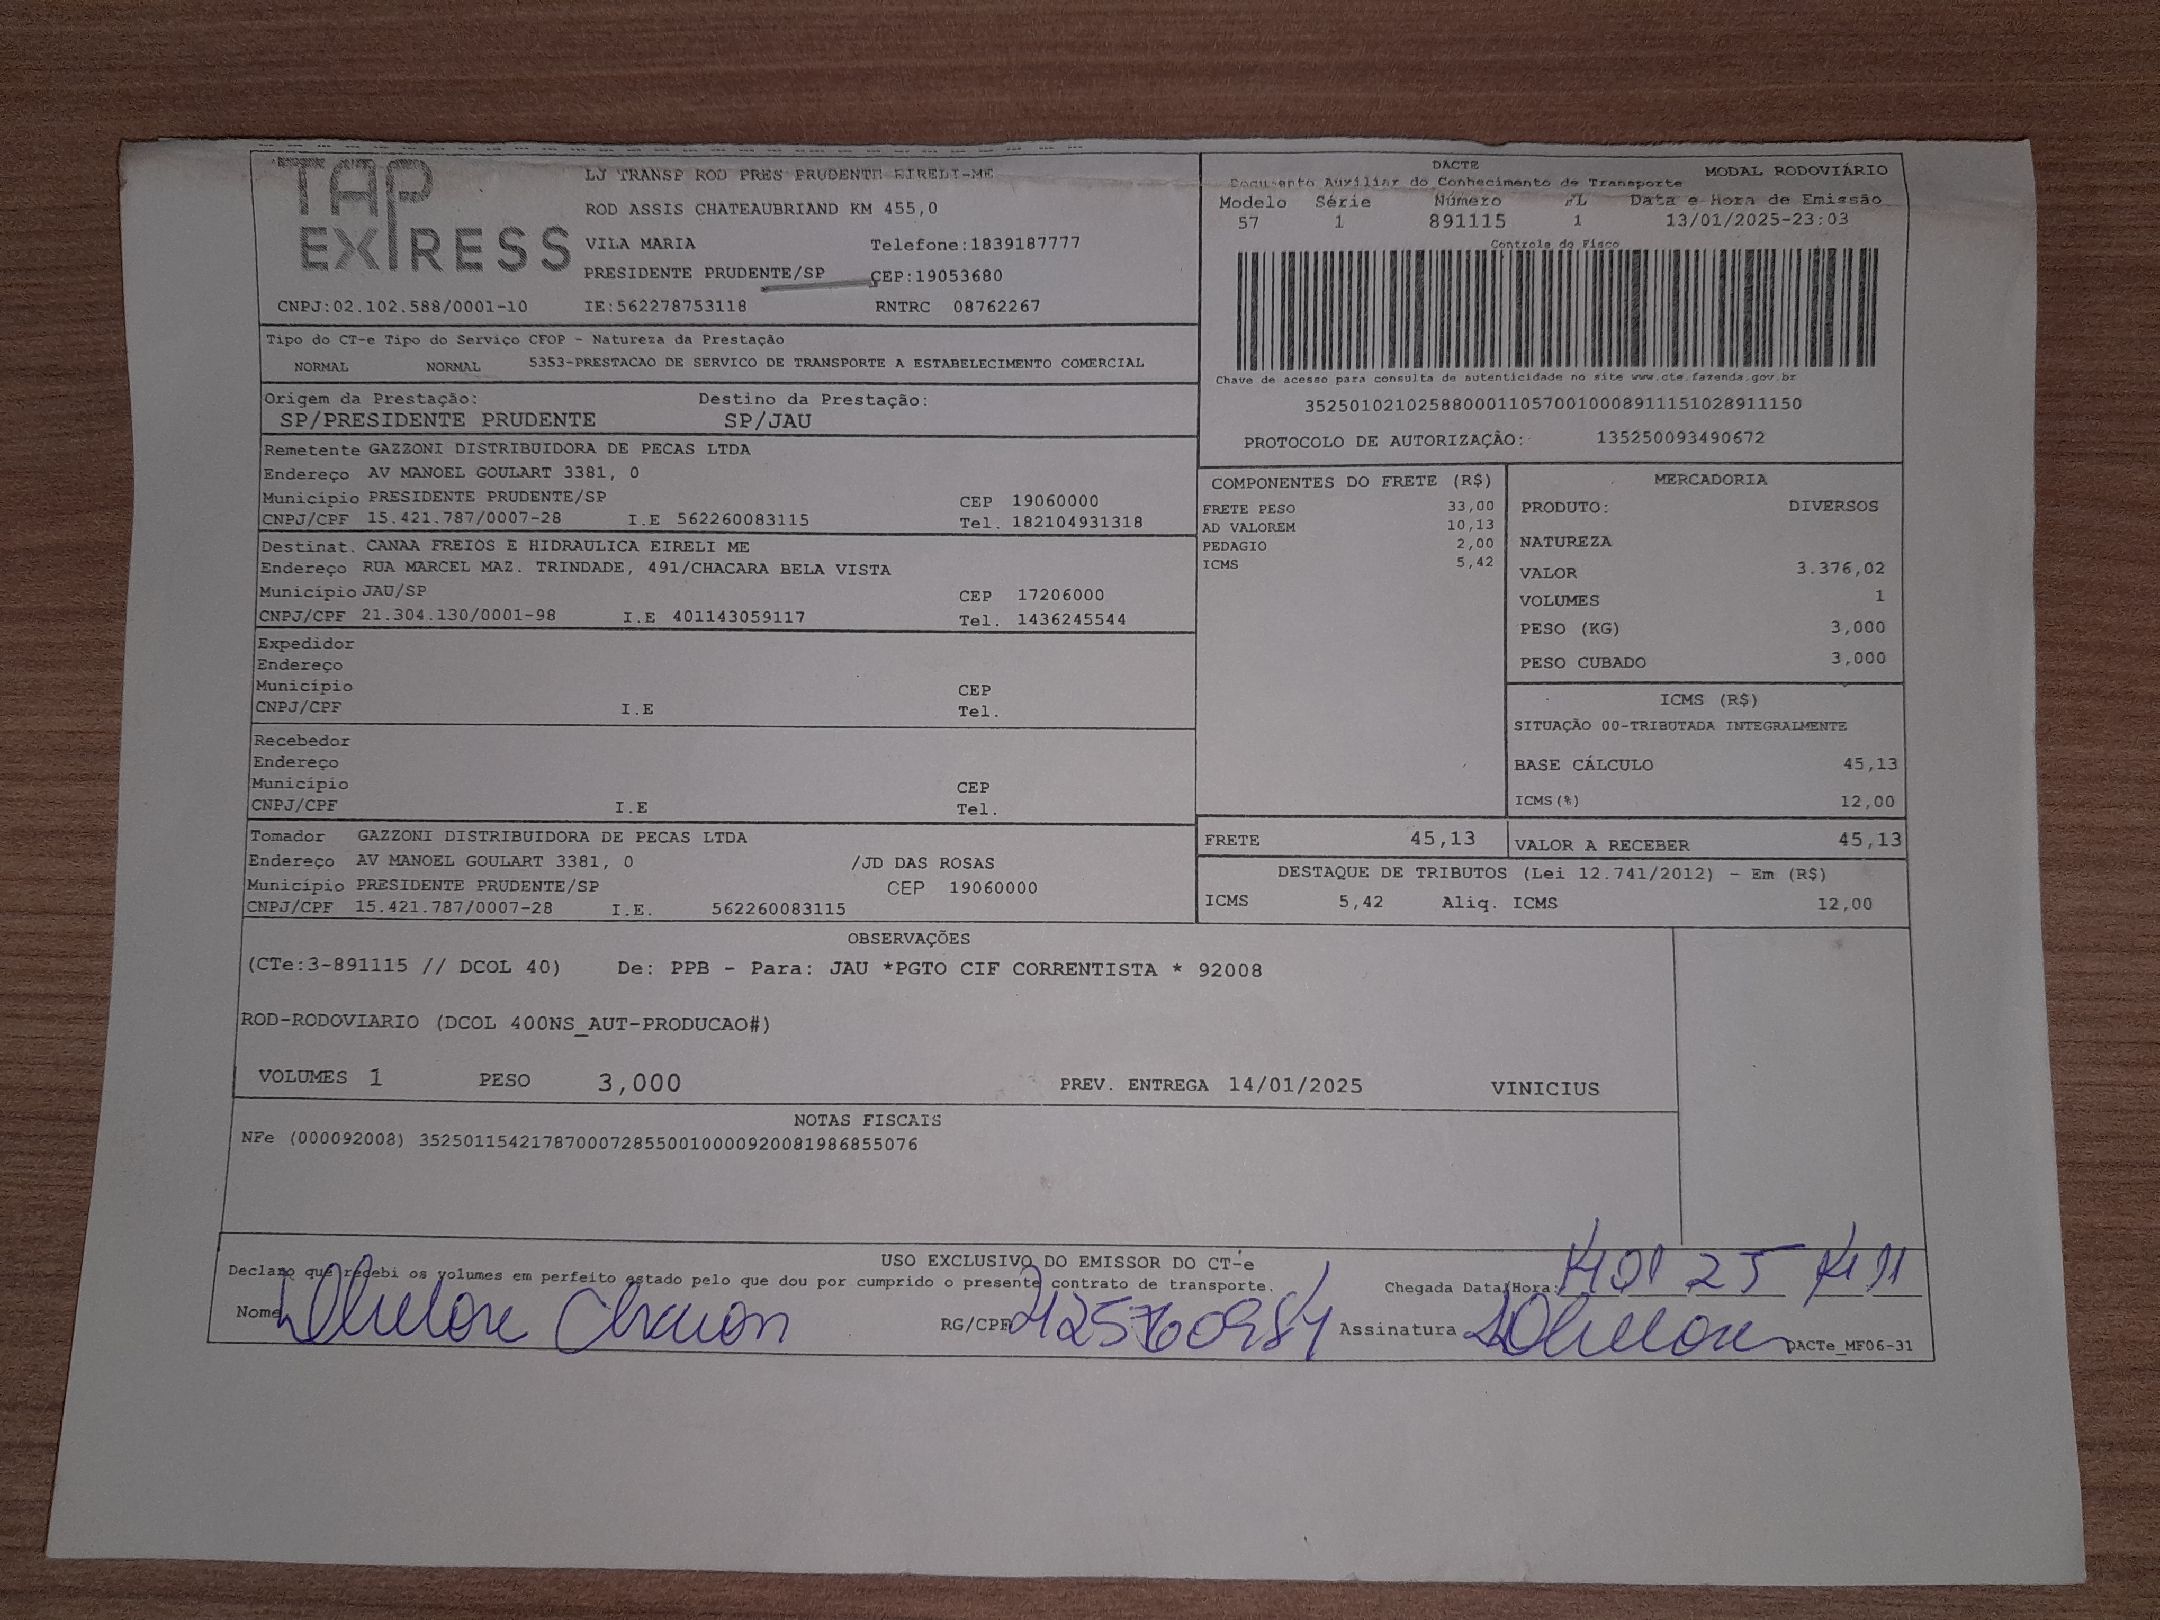 TAP EXPRESS
LJ TRANSP ROD PRES PRUDENTE EIRELI-ME
ROD ASSIS CHATEAUBRIAND KM 455,0
VILA MARIA Telefone:1839187777
PRESIDENTE PRUDENTE/SP CEP:19053680
CNPJ:02.102.588/0001-10 IE:562278753118 RNTRC 08762267
DACTE MODAL RODOVIÁRIO
Documento Auxiliar do Conhecimento de Transporte
Modelo Série Número FL Data e Hora de Emissão
57 1 891115 1 13/01/2025-23:03
Controle do Fisco
Chave de acesso para consulta de autenticidade no site www.cte.fazenda.gov.br
35250102102588000110570010008911151028911150
PROTOCOLO DE AUTORIZAÇÃO: 135250093490672
Tipo do CT-e Tipo do Serviço CFOP - Natureza da Prestação
NORMAL NORMAL 5353-PRESTACAO DE SERVICO DE TRANSPORTE A ESTABELECIMENTO COMERCIAL
Origem da Prestação: Destino da Prestação:
SP/PRESIDENTE PRUDENTE SP/JAU
Remetente GAZZONI DISTRIBUIDORA DE PECAS LTDA
Endereço AV MANOEL GOULART 3381, 0
Município PRESIDENTE PRUDENTE/SP CEP 19060000
CNPJ/CPF 15.421.787/0007-28 I.E 562260083115 Tel. 182104931318
Destinat. CANAA FREIOS E HIDRAULICA EIRELI ME
Endereço RUA MARCEL MAZ. TRINDADE, 491/CHACARA BELA VISTA
Município JAU/SP CEP 17206000
CNPJ/CPF 21.304.130/0001-98 I.E 401143059117 Tel. 1436245544
Expedidor
Endereço
Município CEP
CNPJ/CPF I.E Tel.
Recebedor
Endereço
Município CEP
CNPJ/CPF I.E Tel.
Tomador GAZZONI DISTRIBUIDORA DE PECAS LTDA
Endereço AV MANOEL GOULART 3381, 0 /JD DAS ROSAS
Município PRESIDENTE PRUDENTE/SP CEP 19060000
CNPJ/CPF 15.421.787/0007-28 I.E. 562260083115
COMPONENTES DO FRETE (R$)
FRETE PESO 33,00
AD VALOREM 10,13
PEDAGIO 2,00
ICMS 5,42
MERCADORIA
PRODUTO: DIVERSOS
NATUREZA
VALOR 3.376,02
VOLUMES 1
PESO (KG) 3,000
PESO CUBADO 3,000
ICMS (R$)
SITUAÇÃO 00-TRIBUTADA INTEGRALMENTE
BASE CÁLCULO 45,13
ICMS(%) 12,00
FRETE 45,13 VALOR A RECEBER 45,13
DESTAQUE DE TRIBUTOS (Lei 12.741/2012) - Em (R$)
ICMS 5,42 Aliq. ICMS 12,00
OBSERVAÇÕES
(CTe:3-891115 // DCOL 40) De: PPB - Para: JAU *PGTO CIF CORRENTISTA * 92008
ROD-RODOVIARIO (DCOL 400NS_AUT-PRODUCAO#)
VOLUMES 1 PESO 3,000 PREV. ENTREGA 14/01/2025 VINICIUS
NOTAS FISCAIS
NFe (000092008) 35250115421787000728550010000920081986855076
USO EXCLUSIVO DO EMISSOR DO CT-e
Declaro que recebi os volumes em perfeito estado pelo que dou por cumprido o presente contrato de transporte.
Chegada Data/Hora: 14 01 25
Nome RG/CPF Assinatura
DACTe_MF06-31